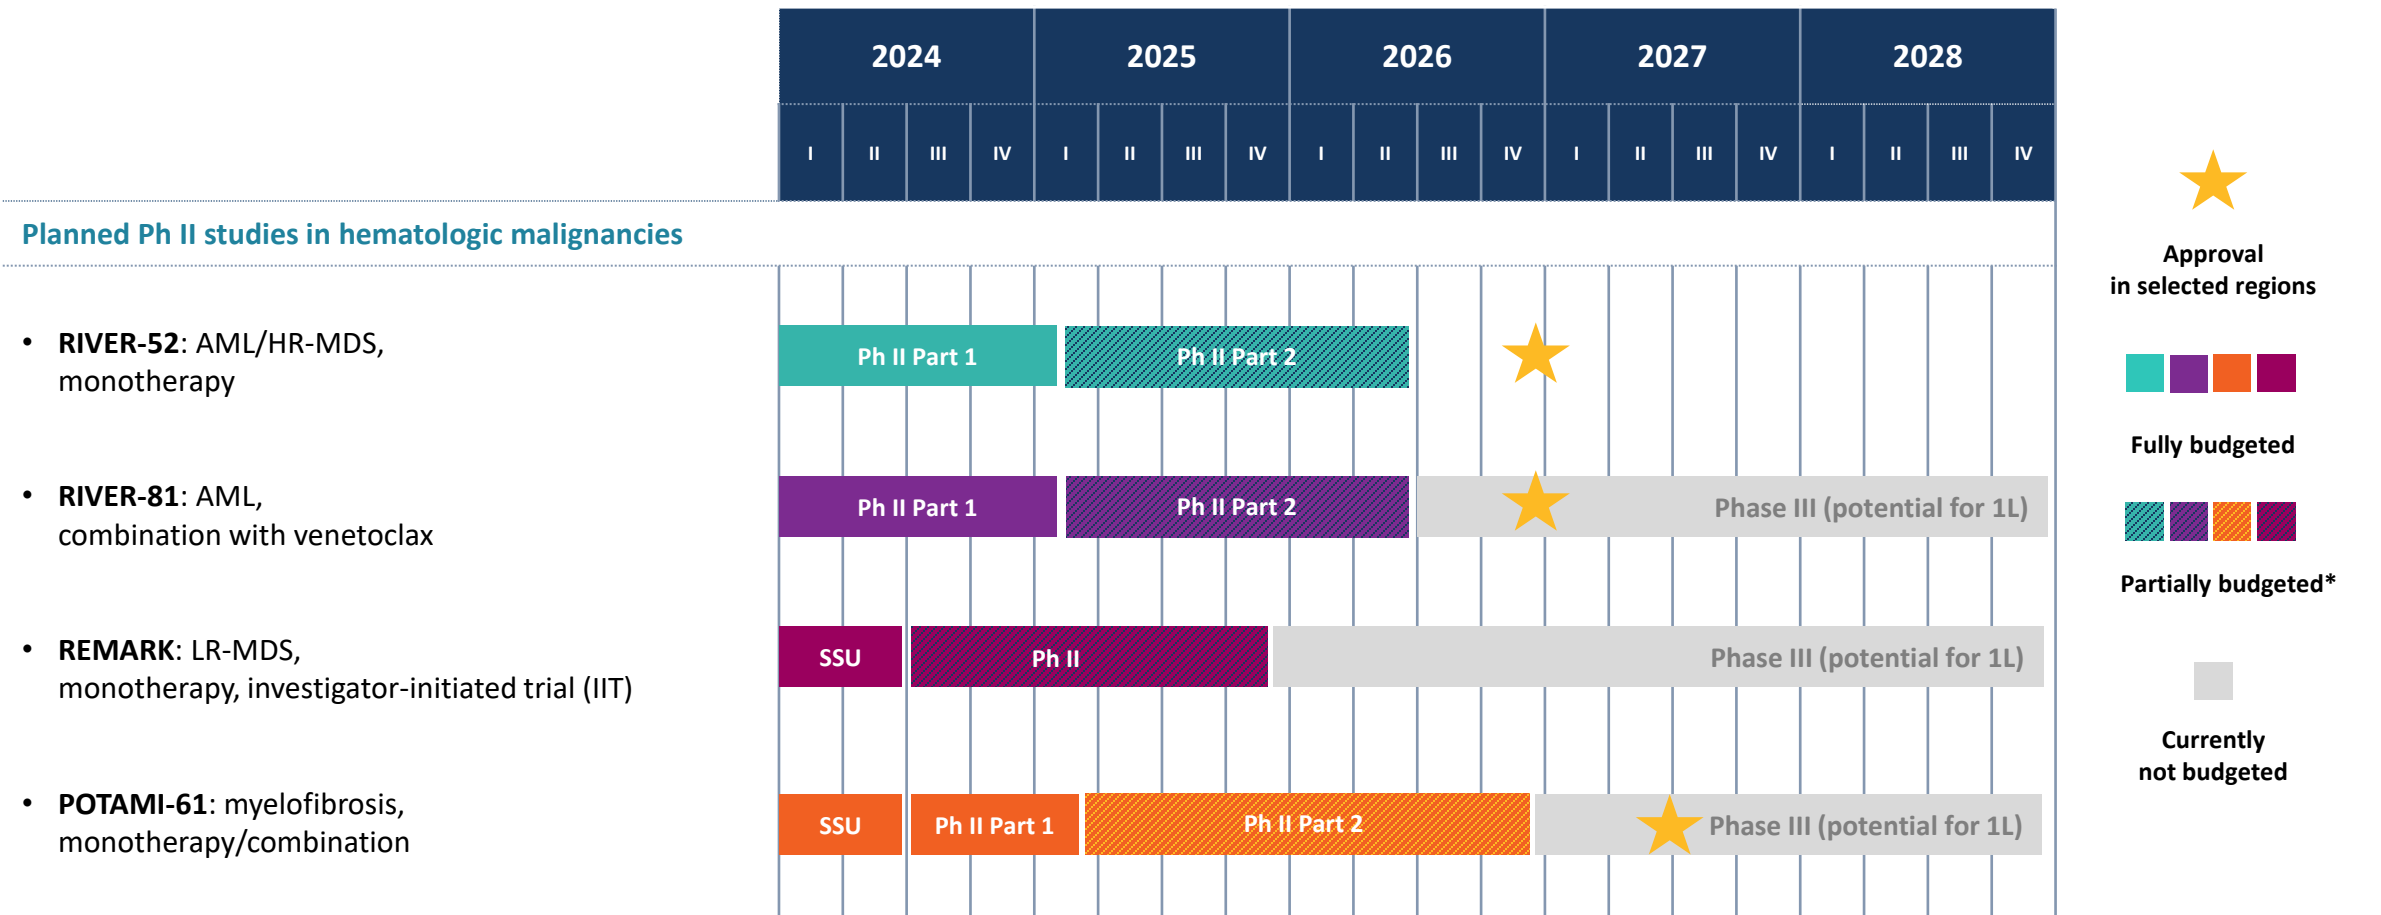 2024 2025 2026 2027 2028
I II III IV I II III IV I II III IV I II III IV I II III IV
Planned Ph II studies in hematologic malignancies
• RIVER-52: AML/HR-MDS,
monotherapy
Ph II Part 1
Ph II Part 2
• RIVER-81: AML,
combination with venetoclax
Ph II Part 1
Ph II Part 2
Phase III (potential for 1L)
• REMARK: LR-MDS,
monotherapy, investigator-initiated trial (IIT)
SSU
Ph II
Phase III (potential for 1L)
• POTAMI-61: myelofibrosis,
monotherapy/combination
SSU
Ph II Part 1
Ph II Part 2
Phase III (potential for 1L)
Approval
in selected regions
Fully budgeted
Partially budgeted*
Currently
not budgeted